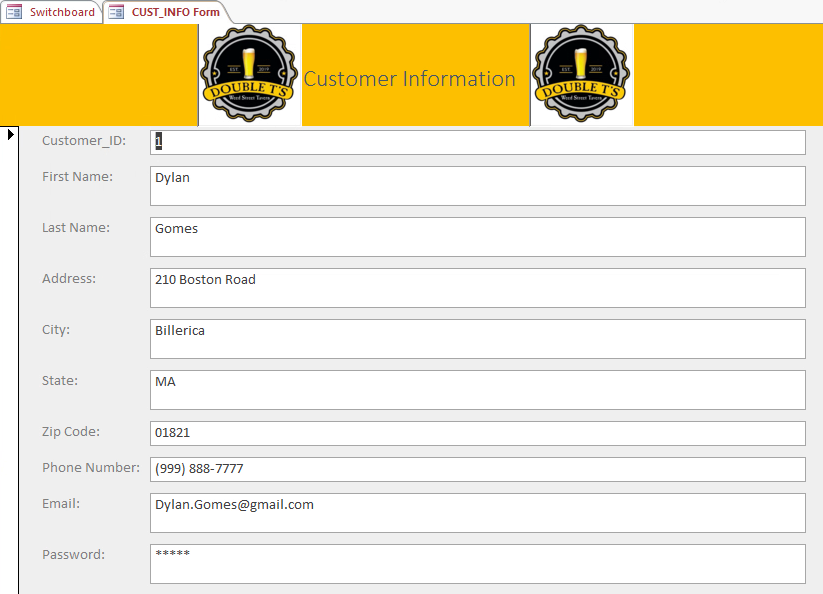 Switchboard
CUST_INFO Form
EST. 2019
DOUBLE T'S
Customer Information
EST. 2019
DOUBLE T'S
Customer_ID:
1
First Name:
Dylan
Last Name:
Gomes
Address:
210 Boston Road
City:
Billerica
State:
MA
Zip Code:
01821
Phone Number:
(999) 888-7777
Email:
Dylan.Gomes@gmail.com
Password:
*****